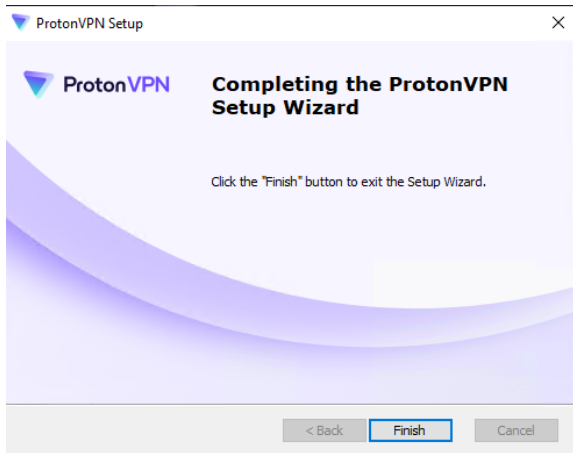 ProtonVPN Setup
ProtonVPN
Completing the ProtonVPN
Setup Wizard
Click the "Finish" button to exit the Setup Wizard.
< Back
Finish
Cancel